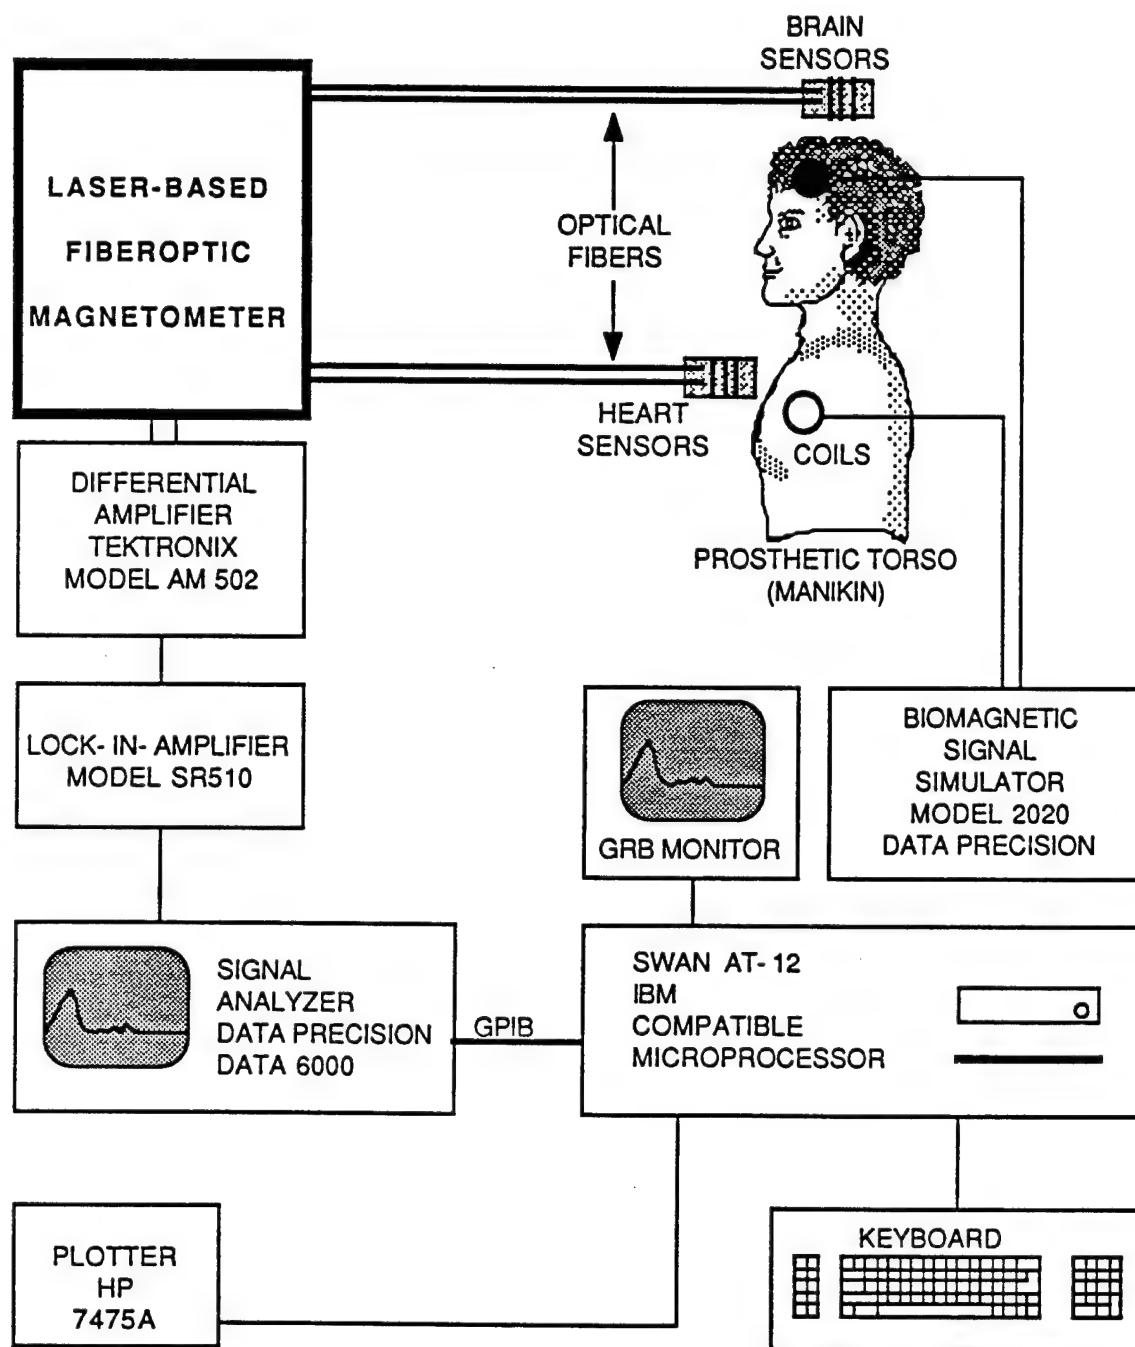 BRAIN
SENSORS
LASER-BASED
FIBEROPTIC
MAGNETOMETER
OPTICAL
FIBERS
HEART
SENSORS
COILS
PROSTHETIC TORSO
(MANIKIN)
DIFFERENTIAL
AMPLIFIER
TEKTRONIX
MODEL AM 502
LOCK-IN-AMPLIFIER
MODEL SR510
GRB MONITOR
BIOMAGNETIC
SIGNAL
SIMULATOR
MODEL 2020
DATA PRECISION
SIGNAL
ANALYZER
DATA PRECISION
DATA 6000
GPIB
SWAN AT-12
IBM
COMPATIBLE
MICROPROCESSOR
PLOTTER
HP
7475A
KEYBOARD